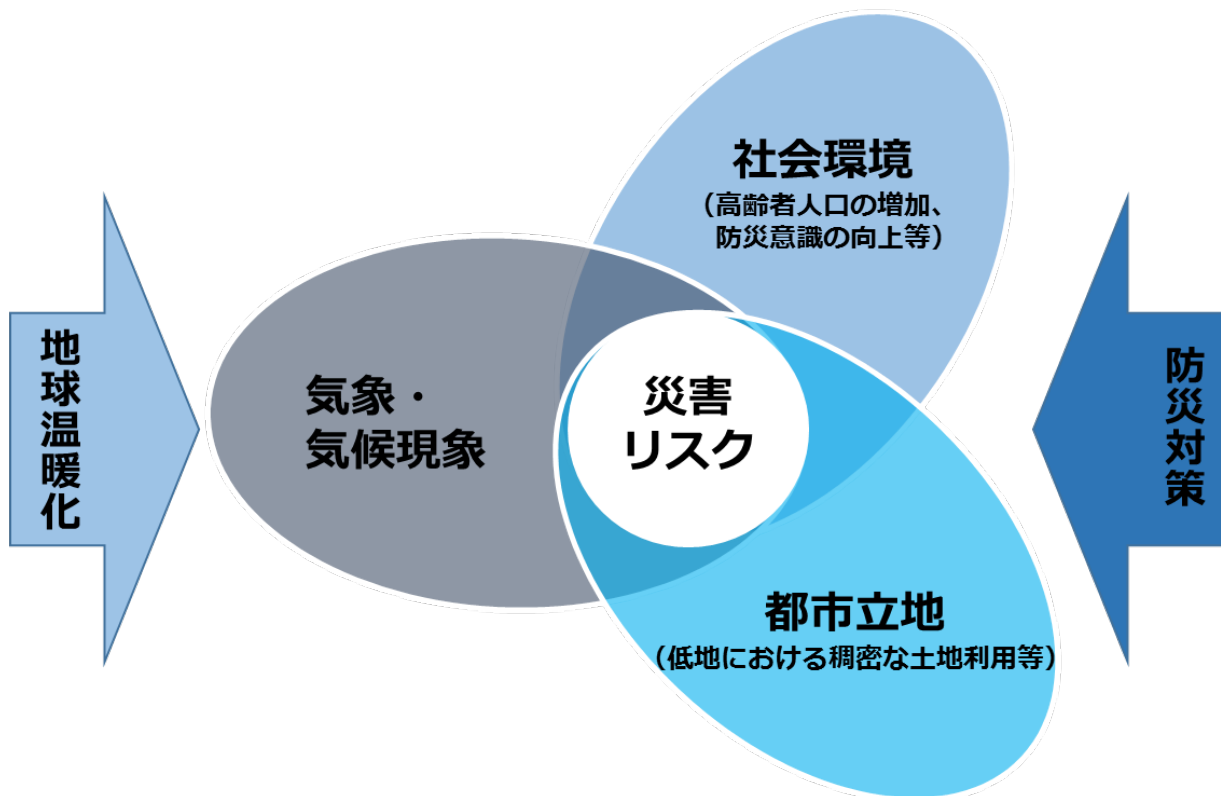 社会環境
（高齢者人口の増加、
防災意識の向上等）
地球温暖化
気象・
気候現象
災害
リスク
防災対策
都市立地
（低地における稠密な土地利用等）